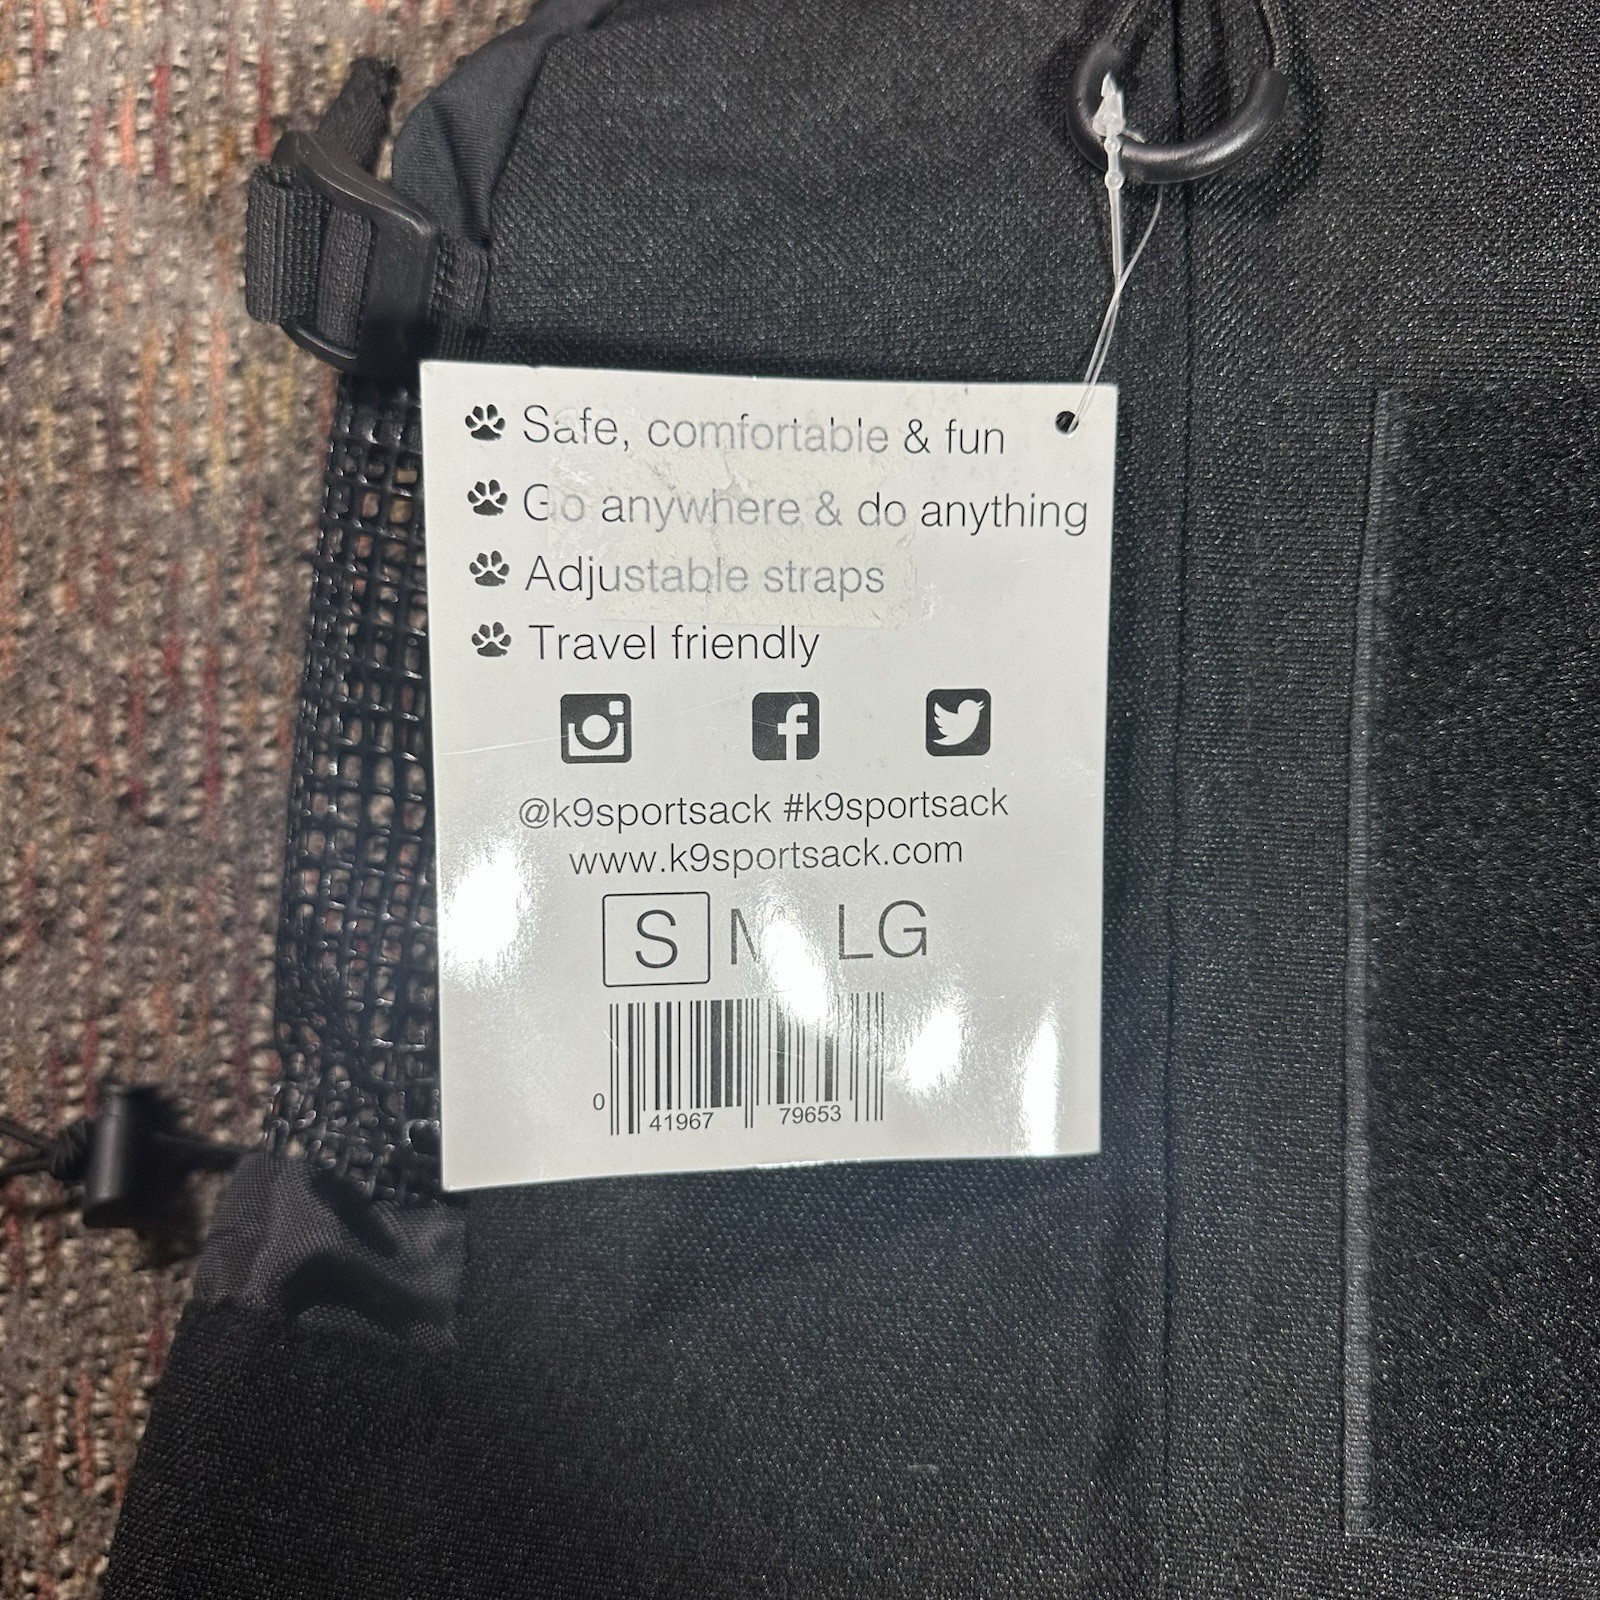 Safe, comfortable & fun
Go anywhere & do anything
Adjustable straps
Travel friendly
@k9sportsack #k9sportsack
www.k9sportsack.com
S M LG
0 41967 79653